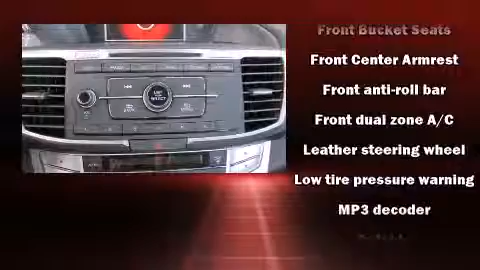 Front Bucket Seats
Front Center Armrest
Front anti-roll bar
Front dual zone A/C
Leather steering wheel
Low tire pressure warning
MP3 decoder